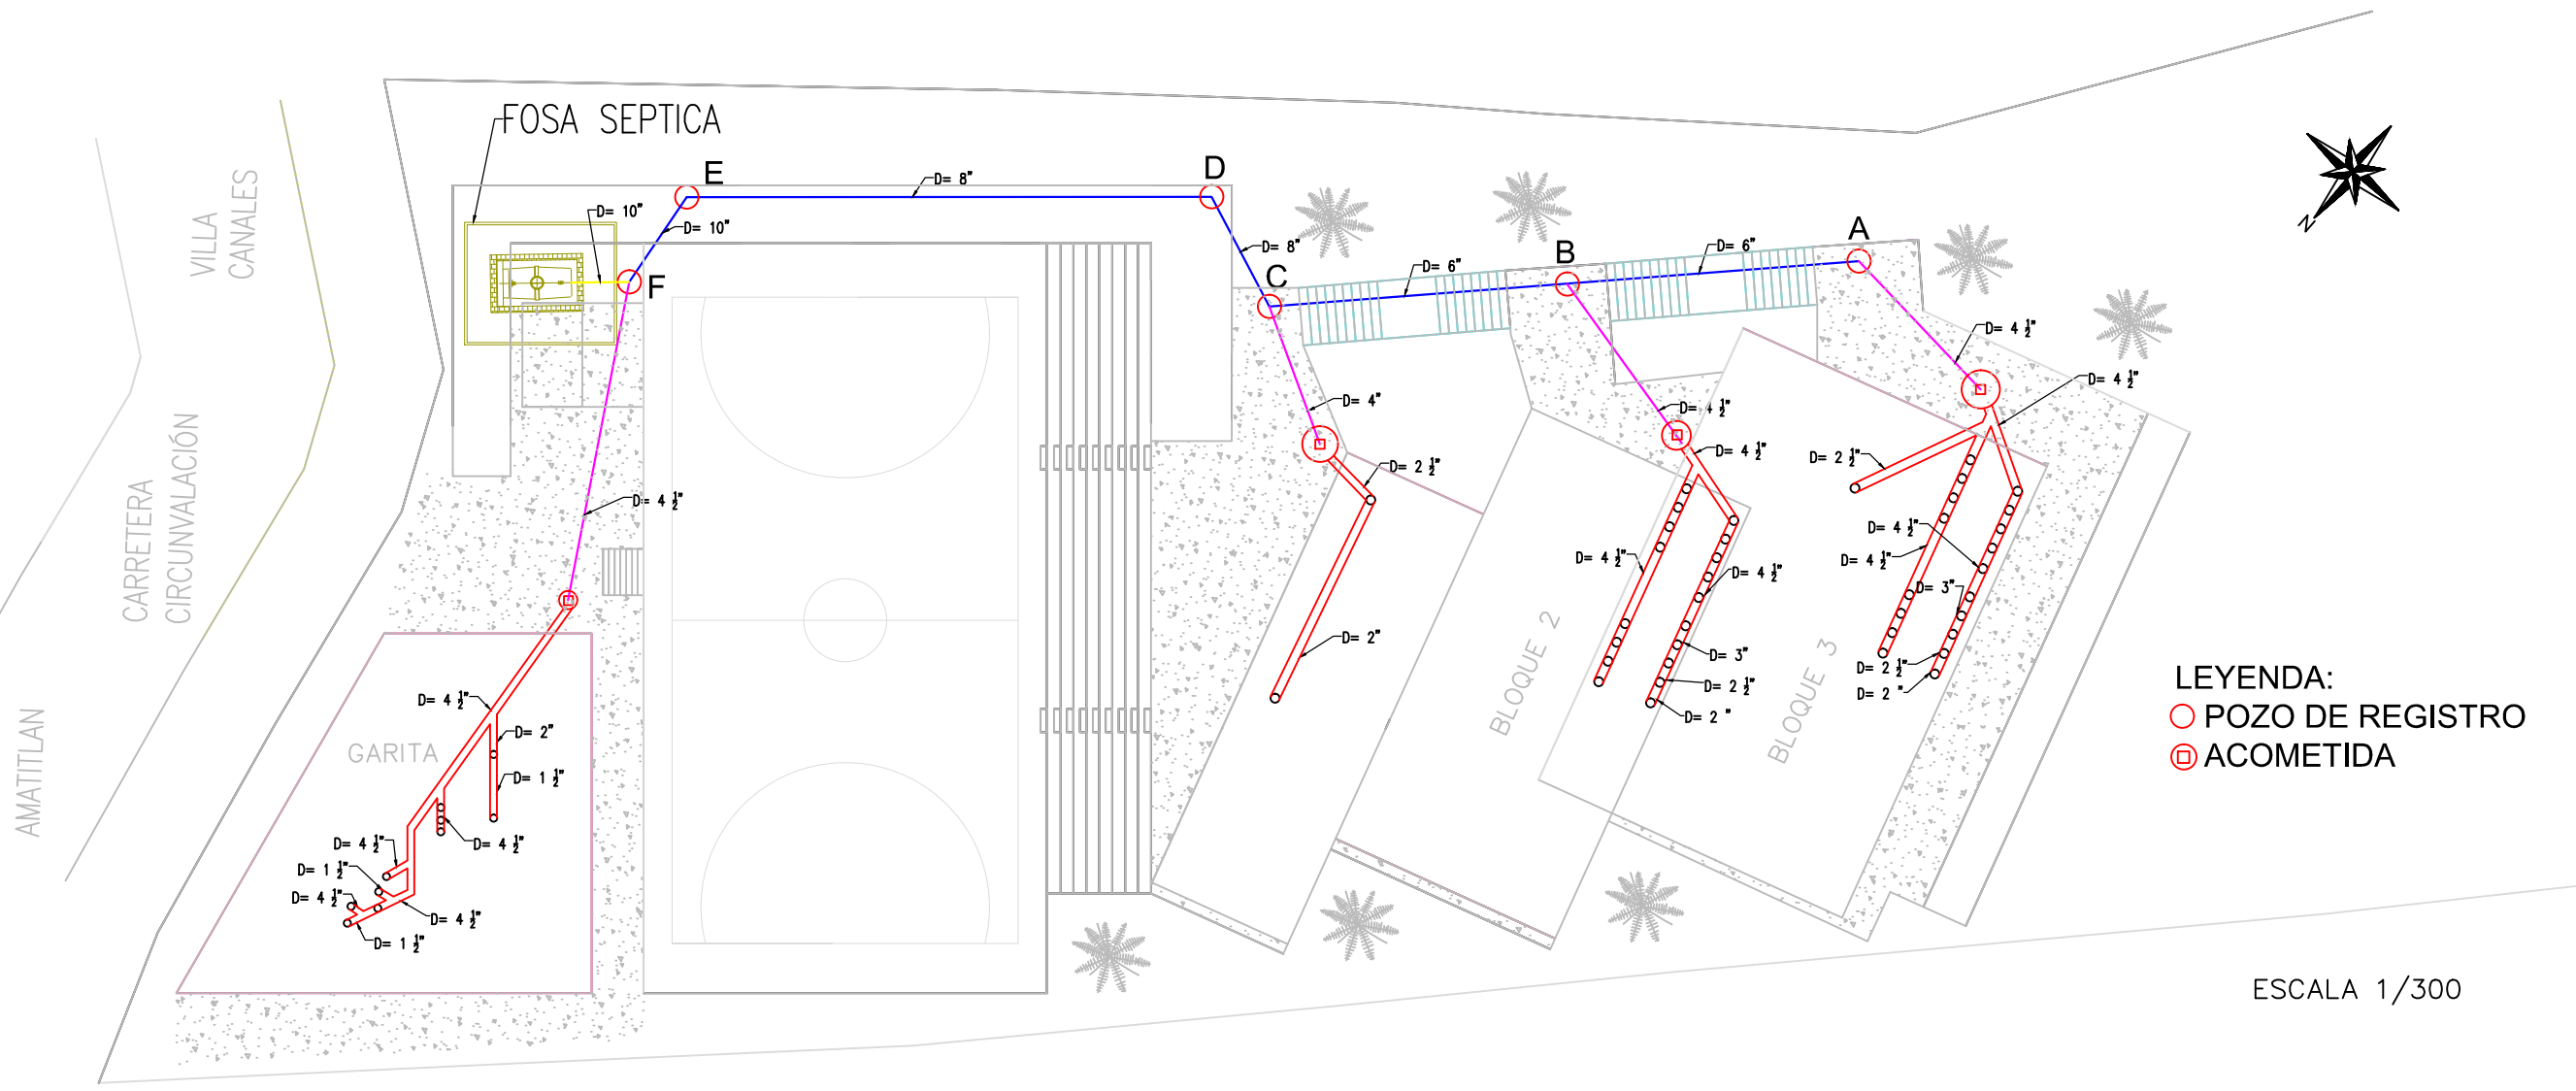 FOSA SEPTICA
E
D
A
B
C
F
D= 10"
D= 10"
D= 8"
D= 8"
D= 6"
D= 6"
N
VILLA
CANALES
CARRETERA
CIRCUNVALACIÓN
AMATITLAN
D= 4 ½"
D= 4"
D= 4 ½"
D= 4 ½"
D= 4 ½"
D= 2 ½"
D= 4 ½"
D= 2 ½"
D= 4 ½"
D= 4 ½"
D= 4 ½"
D= 4 ½"
D= 3"
D= 2"
D= 3"
D= 2 ½"
D= 2 "
D= 2 ½"
D= 2 "
BLOQUE 2
BLOQUE 3
GARITA
D= 4 ½"
D= 2"
D= 1 ½"
D= 4 ½"
D= 4 ½"
D= 1 ½"
D= 4 ½"
D= 4 ½"
D= 1 ½"
LEYENDA:
POZO DE REGISTRO
ACOMETIDA
ESCALA 1/300